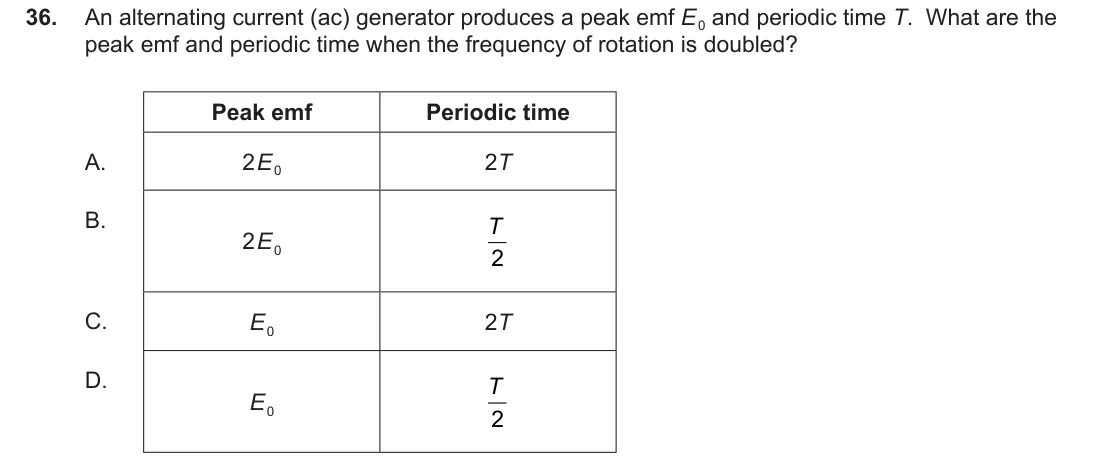 36. An alternating current (ac) generator produces a peak emf E₀ and periodic time T. What are the
peak emf and periodic time when the frequency of rotation is doubled?
Peak emf Periodic time
A. 2E₀ 2T
B. 2E₀ T/2
C. E₀ 2T
D. E₀ T/2